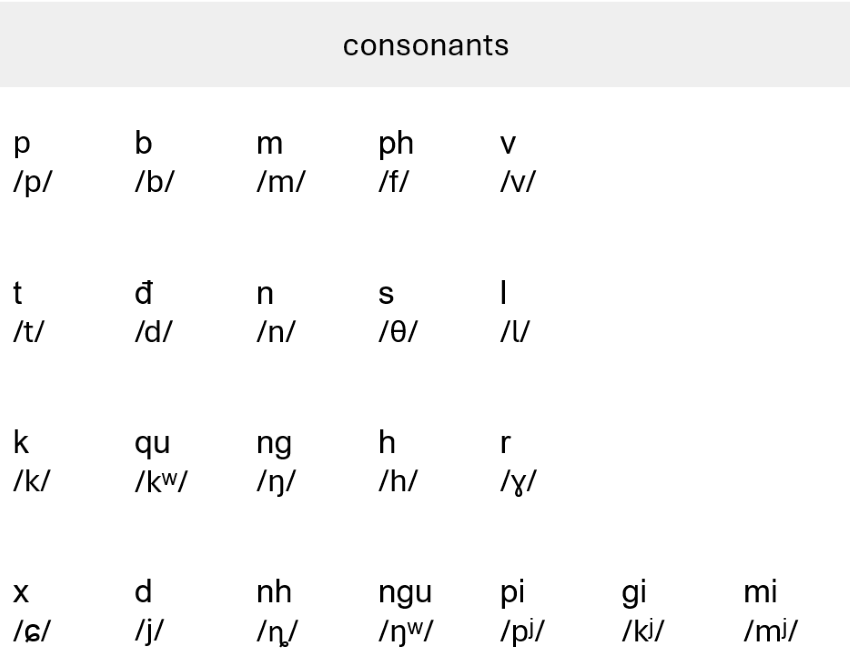 consonants
p b m ph v
/p/ /b/ /m/ /f/ /v/
t đ n s l
/t/ /d/ /n/ /θ/ /l/
k qu ng h r
/k/ /kʷ/ /ŋ/ /h/ /ɣ/
x d nh ngu pi gi mi
/ɕ/ /j/ /ȵ/ /ŋʷ/ /pʲ/ /kʲ/ /mʲ/